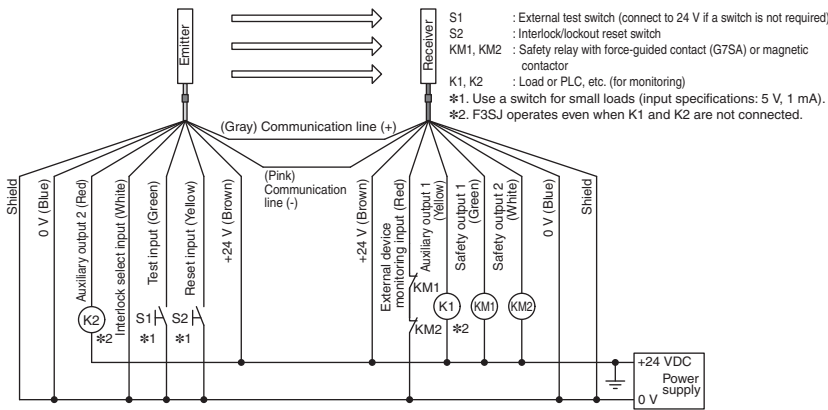 Emitter
Receiver
S1 : External test switch (connect to 24 V if a switch is not required)
S2 : Interlock/lockout reset switch
KM1, KM2 : Safety relay with force-guided contact (G7SA) or magnetic
contactor
K1, K2 : Load or PLC, etc. (for monitoring)
✻1. Use a switch for small loads (input specifications: 5 V, 1 mA).
✻2. F3SJ operates even when K1 and K2 are not connected.
(Gray) Communication line (+)
(Pink)
Communication
line (-)
Shield
0 V (Blue)
Auxiliary output 2 (Red)
Interlock select input (White)
Test input (Green)
Reset input (Yellow)
+24 V (Brown)
+24 V (Brown)
External device
monitoring input (Red)
Auxiliary output 1
(Yellow)
Safety output 1
(Green)
Safety output 2
(White)
0 V (Blue)
Shield
K2
✻2
S1
✻1
S2
✻1
KM1
KM2
K1
✻2
KM1
KM2
+24 VDC
Power
supply
0 V